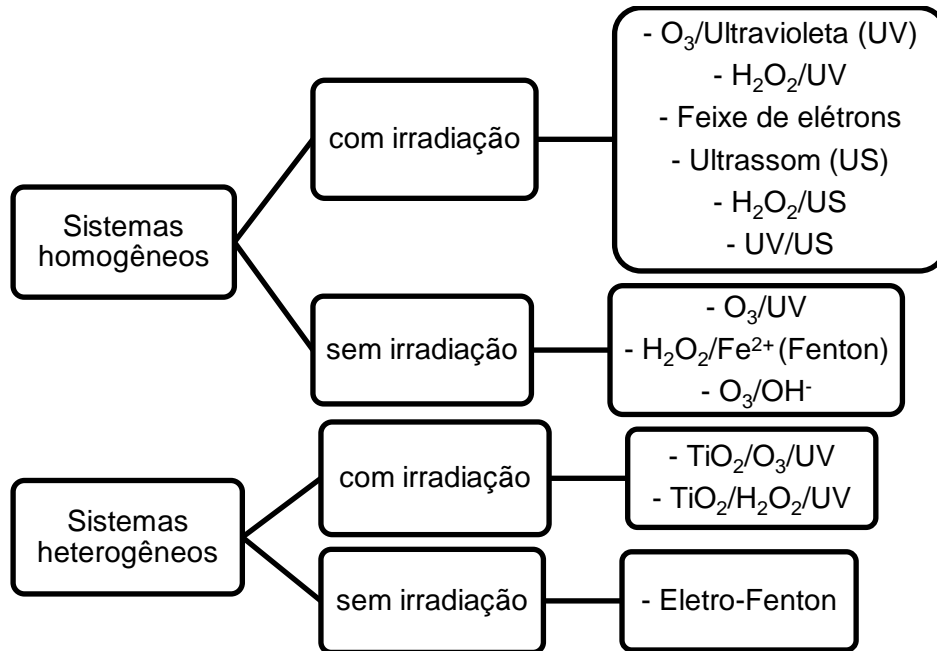 Sistemas
homogêneos
com irradiação
- O₃/Ultravioleta (UV)
- H₂O₂/UV
- Feixe de elétrons
- Ultrassom (US)
- H₂O₂/US
- UV/US
sem irradiação
- O₃/UV
- H₂O₂/Fe²⁺ (Fenton)
- O₃/OH⁻
Sistemas
heterogêneos
com irradiação
- TiO₂/O₃/UV
- TiO₂/H₂O₂/UV
sem irradiação
- Eletro-Fenton